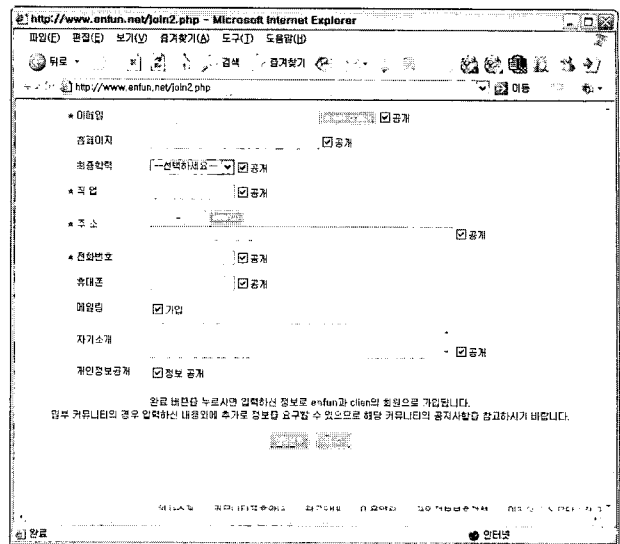 http://www.enfun.net/join2.php - Microsoft Internet Explorer
파일(F) 편집(E) 보기(V) 즐겨찾기(A) 도구(T) 도움말(H)
뒤로 검색 즐겨찾기
http://www.enfun.net/join2.php 이동
* 이메일 공개
홈페이지 공개
최종학력 --선택하세요-- 공개
* 직 업 공개
* 주 소 공개
* 전화번호 공개
휴대폰 공개
메일링 가입
자기소개 공개
개인정보공개 정보 공개
완료 버튼을 누르시면 입력하신 정보로 enfun과 clien의 회원으로 가입됩니다.
일부 커뮤니티의 경우 입력하신 내용외에 추가로 정보를 요구할 수 있으므로 해당 커뮤니티의 공지사항을 참고하시기 바랍니다.
완료 인터넷